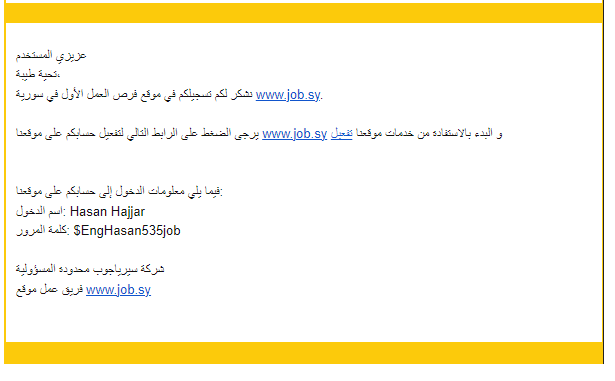 عزيزي المستخدم
تحية طيبة،
نشكر لكم تسجيلكم في موقع فرص العمل الأول في سورية www.job.sy.
يرجى الضغط على الرابط التالي لتفعيل حسابكم على موقعنا www.job.sy تفعيل و البدء بالاستفادة من خدمات موقعنا
فيما يلي معلومات الدخول إلى حسابكم على موقعنا:
اسم الدخول: Hasan Hajjar
كلمة المرور: $EngHasan535job
شركة سيرياجوب محدودة المسؤولية
فريق عمل موقع www.job.sy